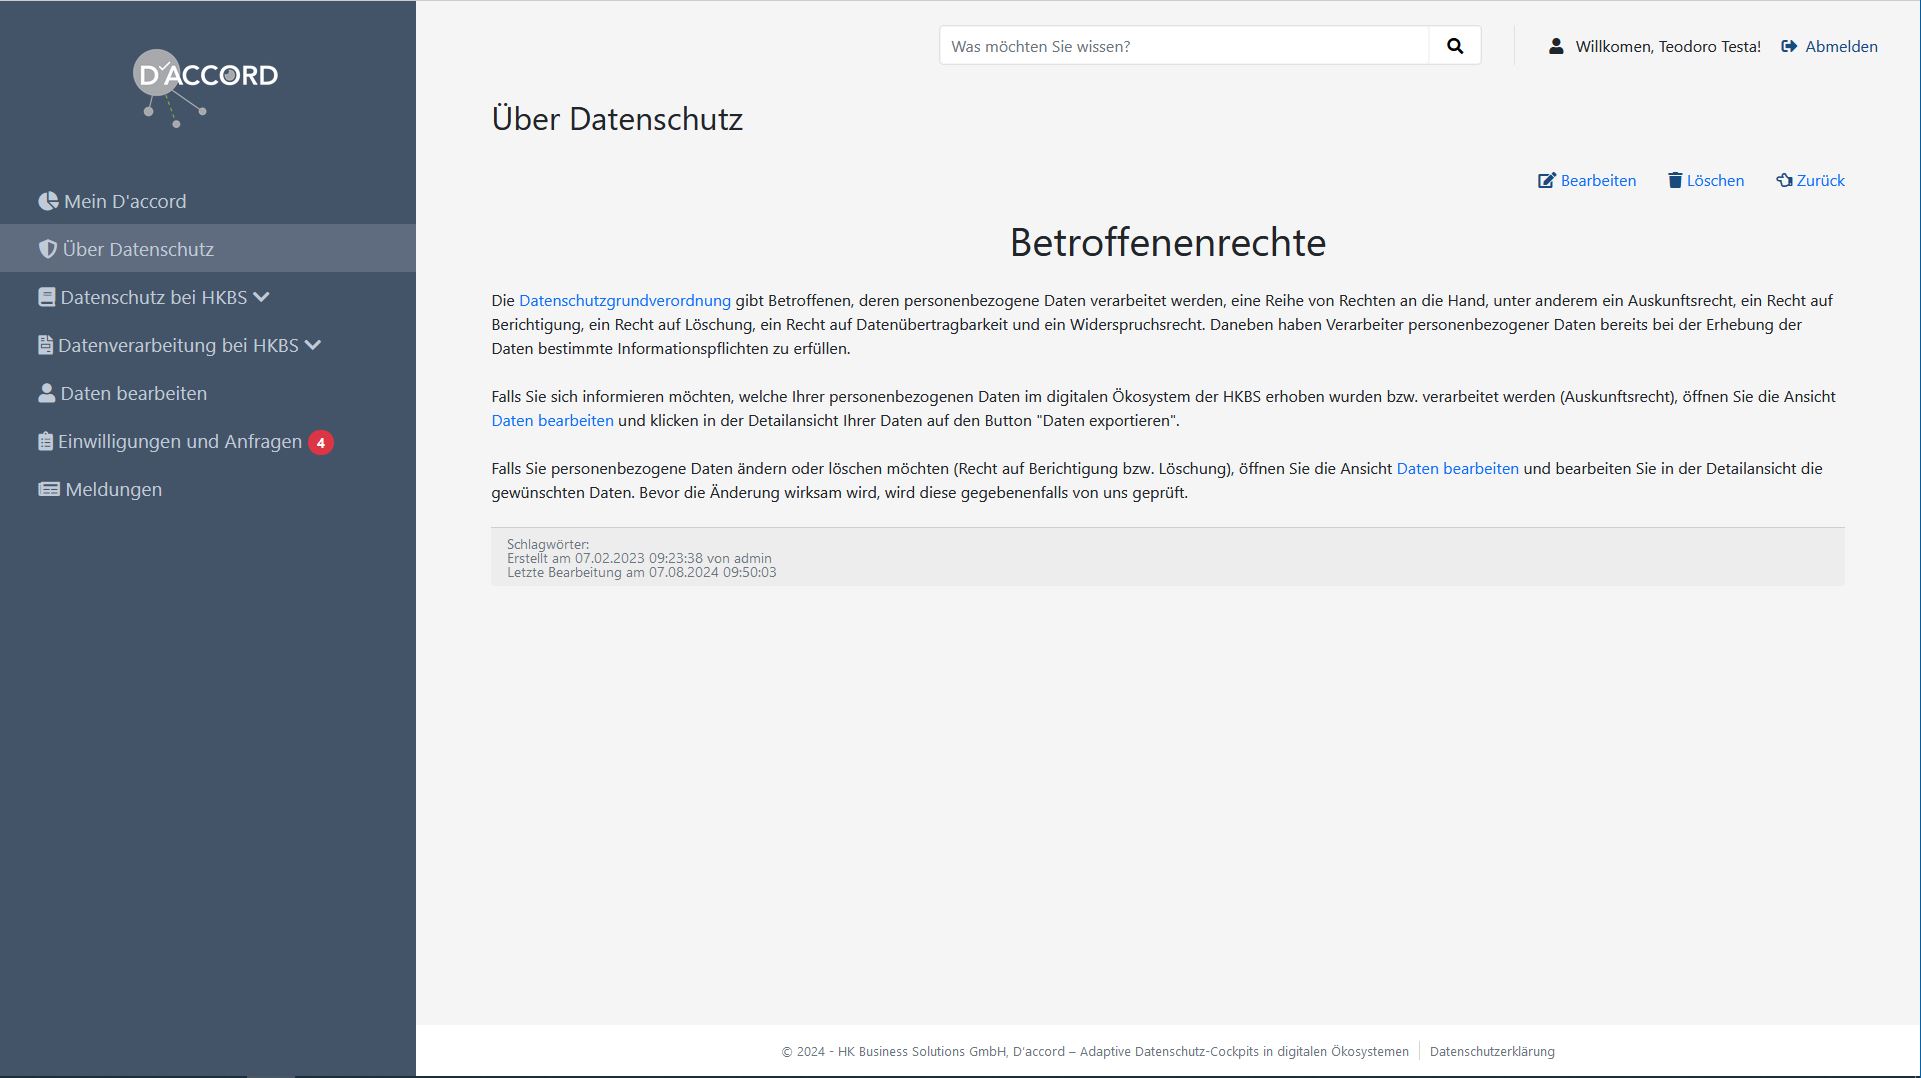 D'ACCORD
Was möchten Sie wissen?
Willkomen, Teodoro Testa!
Abmelden
Mein D'accord
Über Datenschutz
Datenschutz bei HKBS
Datenverarbeitung bei HKBS
Daten bearbeiten
Einwilligungen und Anfragen 4
Meldungen
Über Datenschutz
Bearbeiten
Löschen
Zurück
Betroffenenrechte
Die Datenschutzgrundverordnung gibt Betroffenen, deren personenbezogene Daten verarbeitet werden, eine Reihe von Rechten an die Hand, unter anderem ein Auskunftsrecht, ein Recht auf
Berichtigung, ein Recht auf Löschung, ein Recht auf Datenübertragbarkeit und ein Widerspruchsrecht. Daneben haben Verarbeiter personenbezogener Daten bereits bei der Erhebung der
Daten bestimmte Informationspflichten zu erfüllen.
Falls Sie sich informieren möchten, welche Ihrer personenbezogenen Daten im digitalen Ökosystem der HKBS erhoben wurden bzw. verarbeitet werden (Auskunftsrecht), öffnen Sie die Ansicht
Daten bearbeiten und klicken in der Detailansicht Ihrer Daten auf den Button "Daten exportieren".
Falls Sie personenbezogene Daten ändern oder löschen möchten (Recht auf Berichtigung bzw. Löschung), öffnen Sie die Ansicht Daten bearbeiten und bearbeiten Sie in der Detailansicht die
gewünschten Daten. Bevor die Änderung wirksam wird, wird diese gegebenenfalls von uns geprüft.
Schlagwörter:
Erstellt am 07.02.2023 09:23:38 von admin
Letzte Bearbeitung am 07.08.2024 09:50:03
© 2024 - HK Business Solutions GmbH, D'accord – Adaptive Datenschutz-Cockpits in digitalen Ökosystemen
Datenschutzerklärung